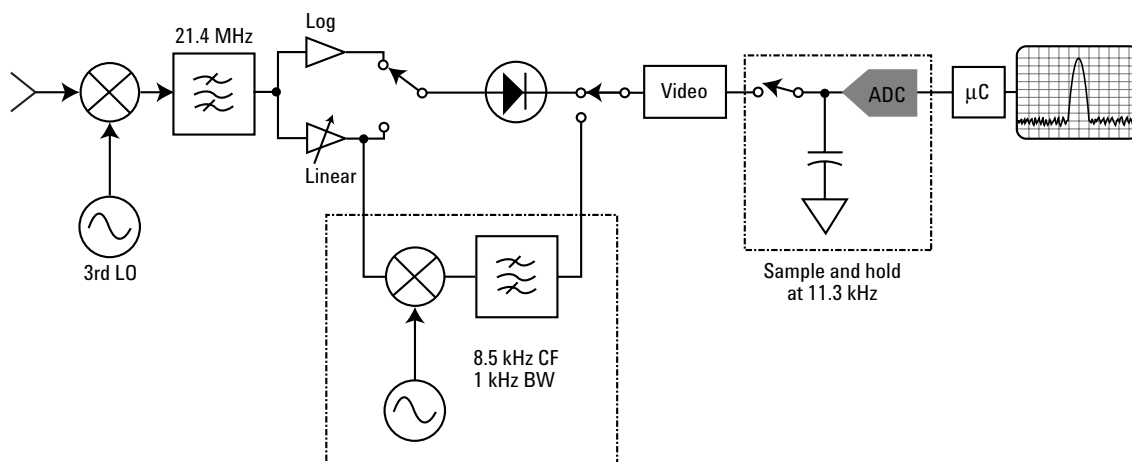 Log
21.4 MHz
Linear
3rd LO
8.5 kHz CF
1 kHz BW
Video
ADC
μC
Sample and hold
at 11.3 kHz